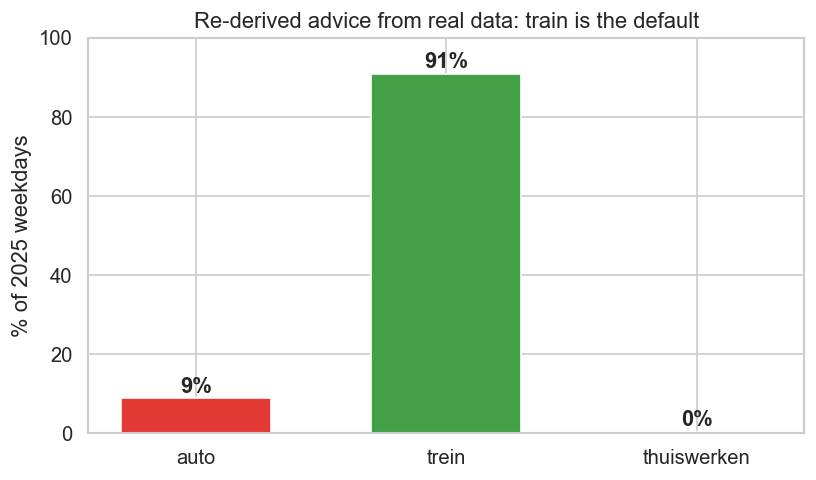 Re-derived advice from real data: train is the default
% of 2025 weekdays
100
80
60
40
20
0
9%
91%
0%
auto
trein
thuiswerken